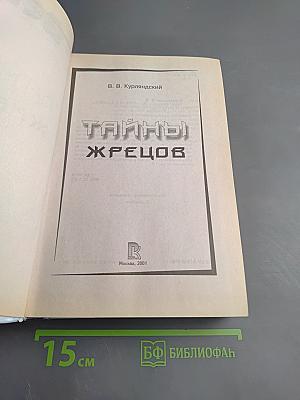 В. В. Курляндский
ТАЙНЫ
ЖРЕЦОВ
Москва, 2001
15 см
БФ БИБЛИОФАН